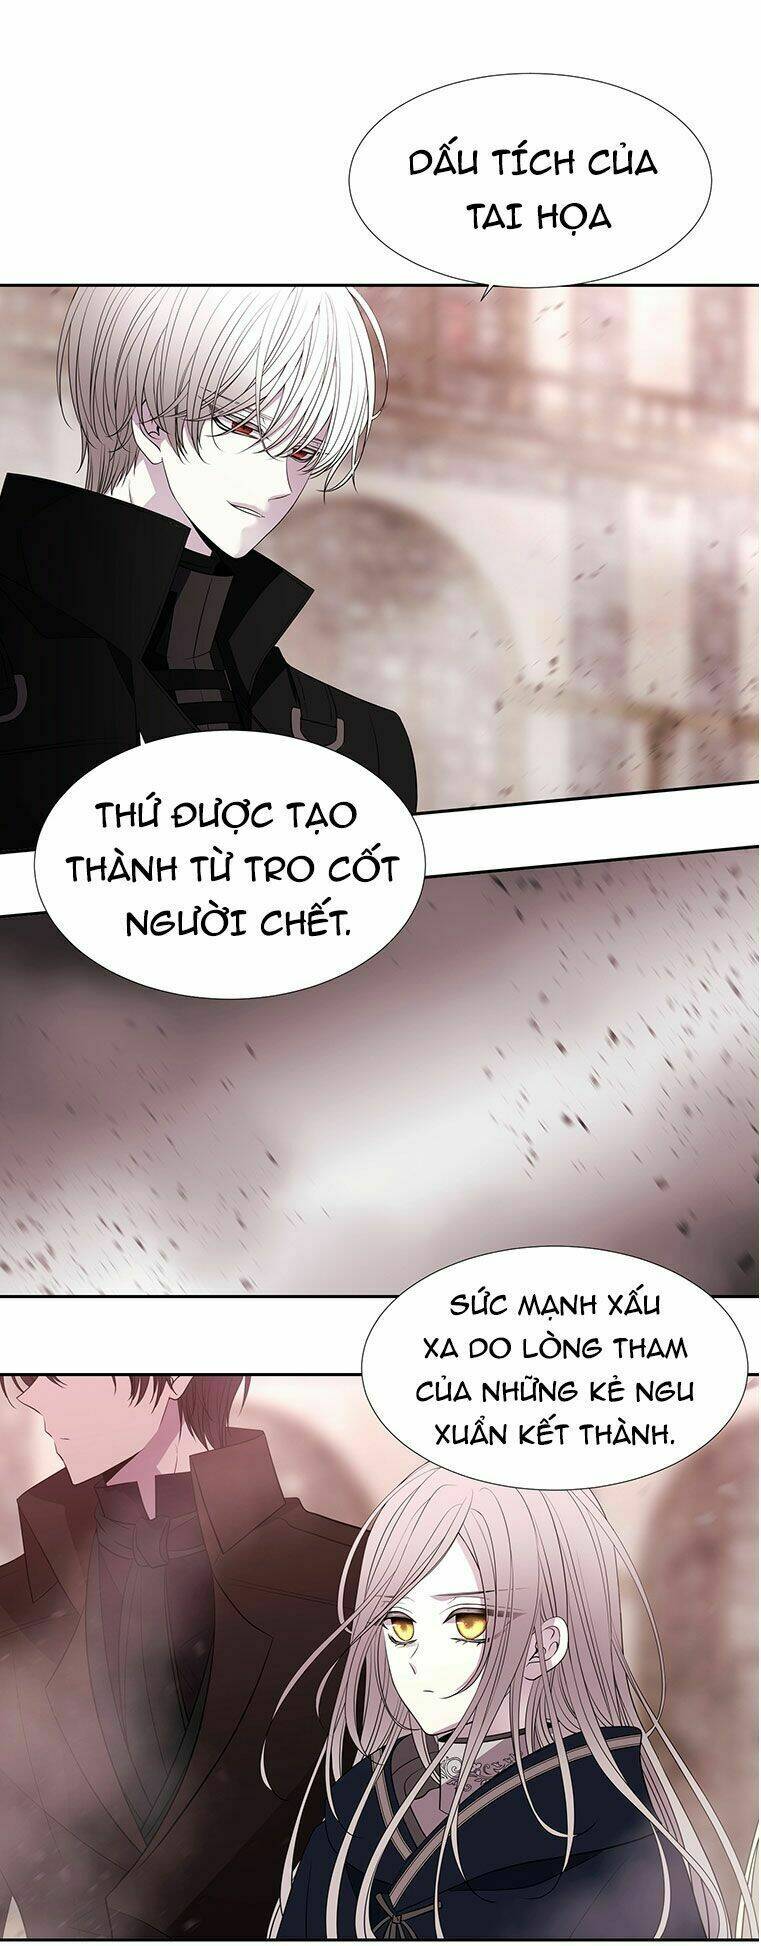 DẤU TÍCH CỦA
TAI HỌA
THỨ ĐƯỢC TẠO
THÀNH TỪ TRO CỐT
NGƯỜI CHẾT.
SỨC MẠNH XẤU
XA DO LÒNG THAM
CỦA NHỮNG KẺ NGU
XUẨN KẾT THÀNH.